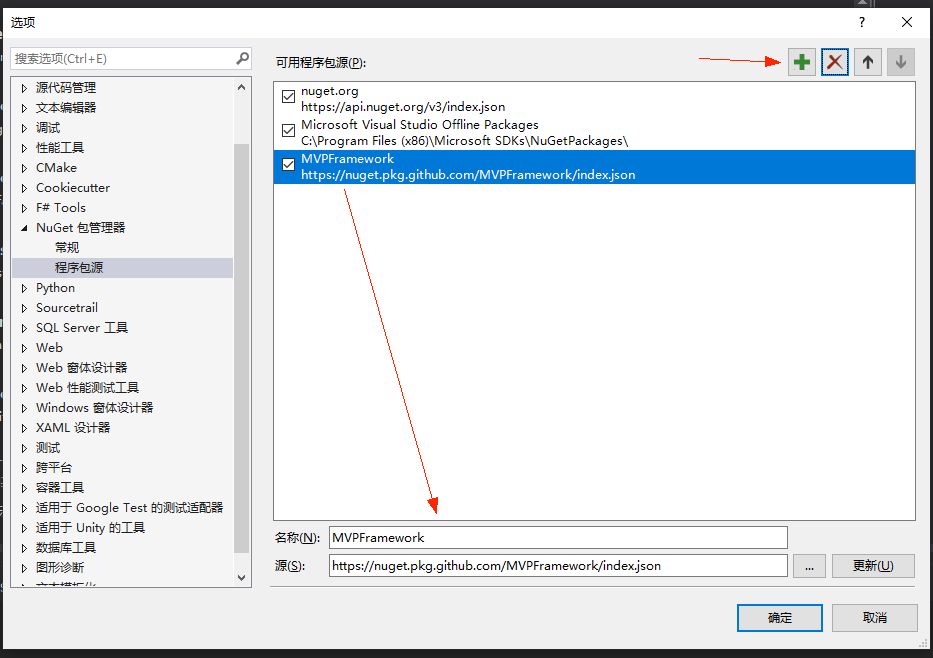 选项
?
搜索选项(Ctrl+E)
源代码管理
文本编辑器
调试
性能工具
CMake
Cookiecutter
F# Tools
NuGet 包管理器
常规
程序包源
Python
Sourcetrail
SQL Server 工具
Web
Web 窗体设计器
Web 性能测试工具
Windows 窗体设计器
XAML 设计器
测试
跨平台
容器工具
适用于 Google Test 的测试适配器
适用于 Unity 的工具
数据库工具
图形诊断
文本模板化
可用程序包源(P):
nuget.org
https://api.nuget.org/v3/index.json
Microsoft Visual Studio Offline Packages
C:\Program Files (x86)\Microsoft SDKs\NuGetPackages\
MVPFramework
https://nuget.pkg.github.com/MVPFramework/index.json
名称(N): MVPFramework
源(S): https://nuget.pkg.github.com/MVPFramework/index.json ... 更新(U)
确定 取消